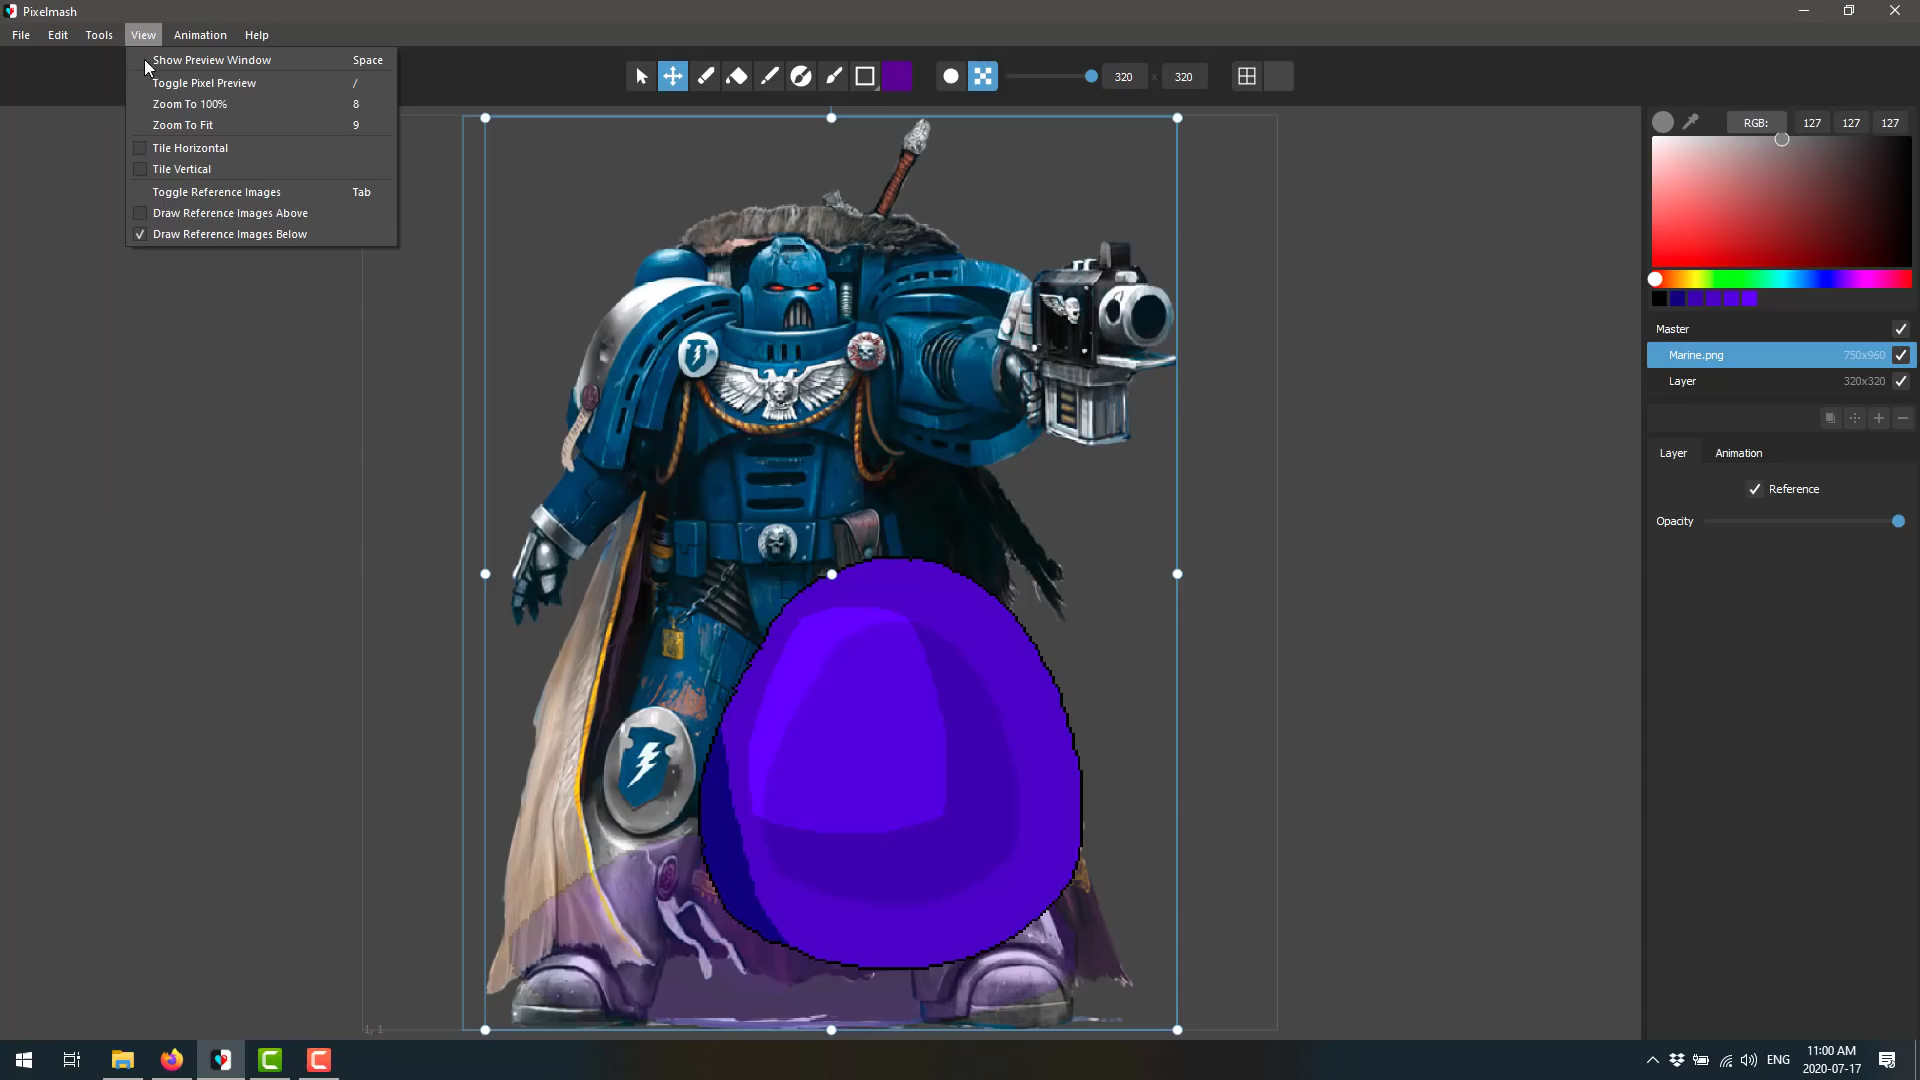 Pixelmash
File Edit Tools View Animation Help
Show Preview Window Space
Toggle Pixel Preview /
Zoom To 100% 8
Zoom To Fit 9
Tile Horizontal
Tile Vertical
Toggle Reference Images Tab
Draw Reference Images Above
Draw Reference Images Below
320 x 320
RGB: 127 127 127
Master
Marine.png 750x960
Layer 320x320
Layer Animation
Reference
Opacity
1, 1
ENG
11:00 AM
2020-07-17